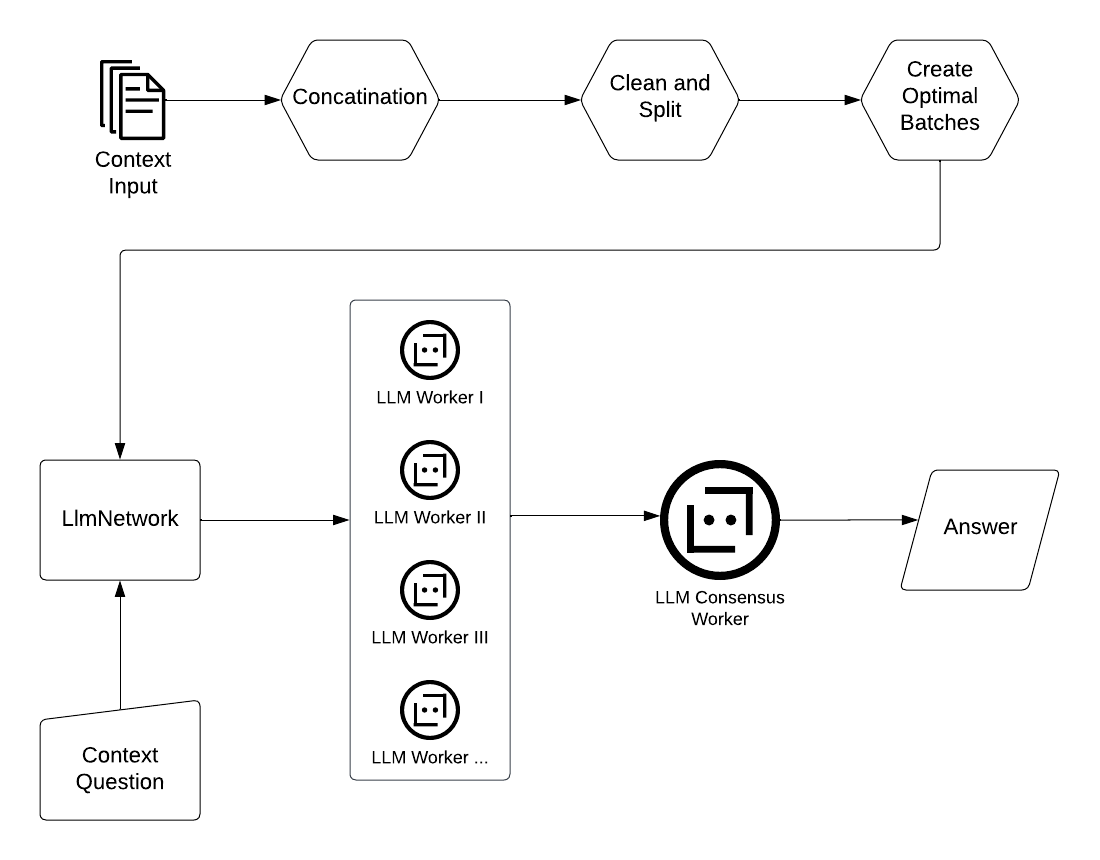 Context
Input
Concatination
Clean and
Split
Create
Optimal
Batches
LlmNetwork
Context
Question
LLM Worker I
LLM Worker II
LLM Worker III
LLM Worker ...
LLM Consensus
Worker
Answer